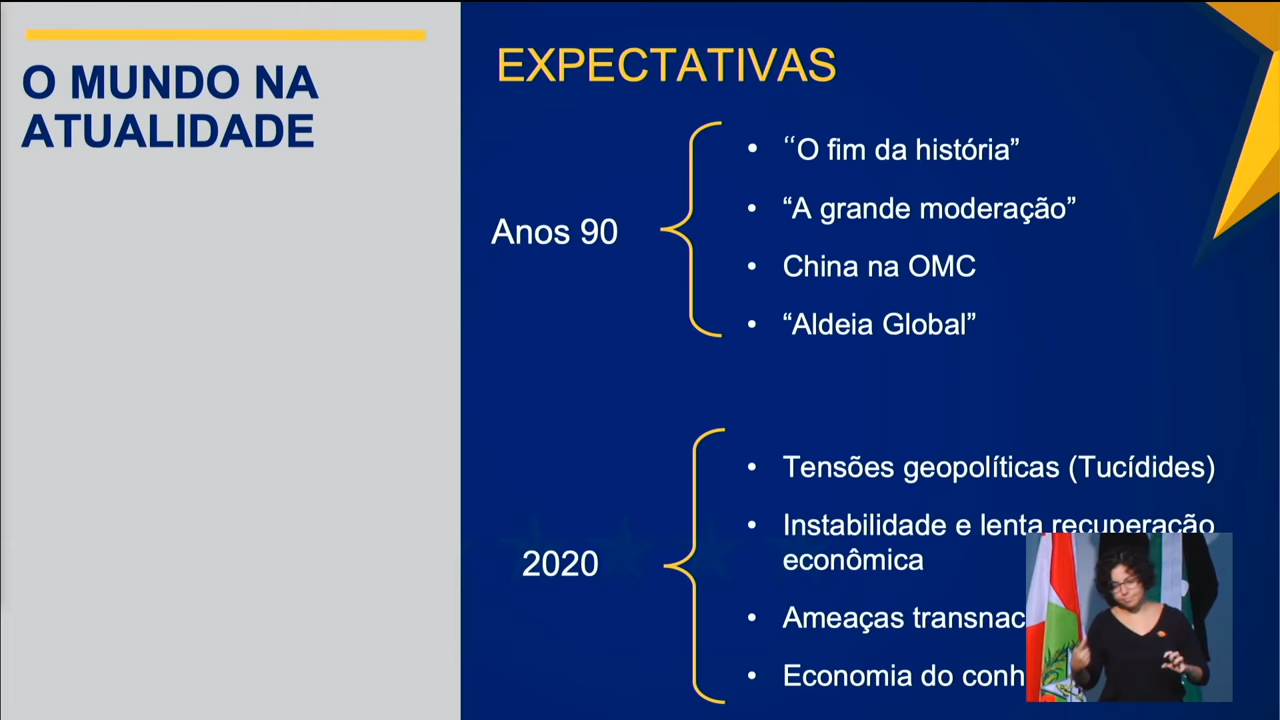 O MUNDO NA
ATUALIDADE
EXPECTATIVAS
Anos 90
• “O fim da história”
• “A grande moderação”
• China na OMC
• “Aldeia Global”
2020
• Tensões geopolíticas (Tucídides)
• Instabilidade e lenta recuperação
econômica
• Ameaças
• Economia do